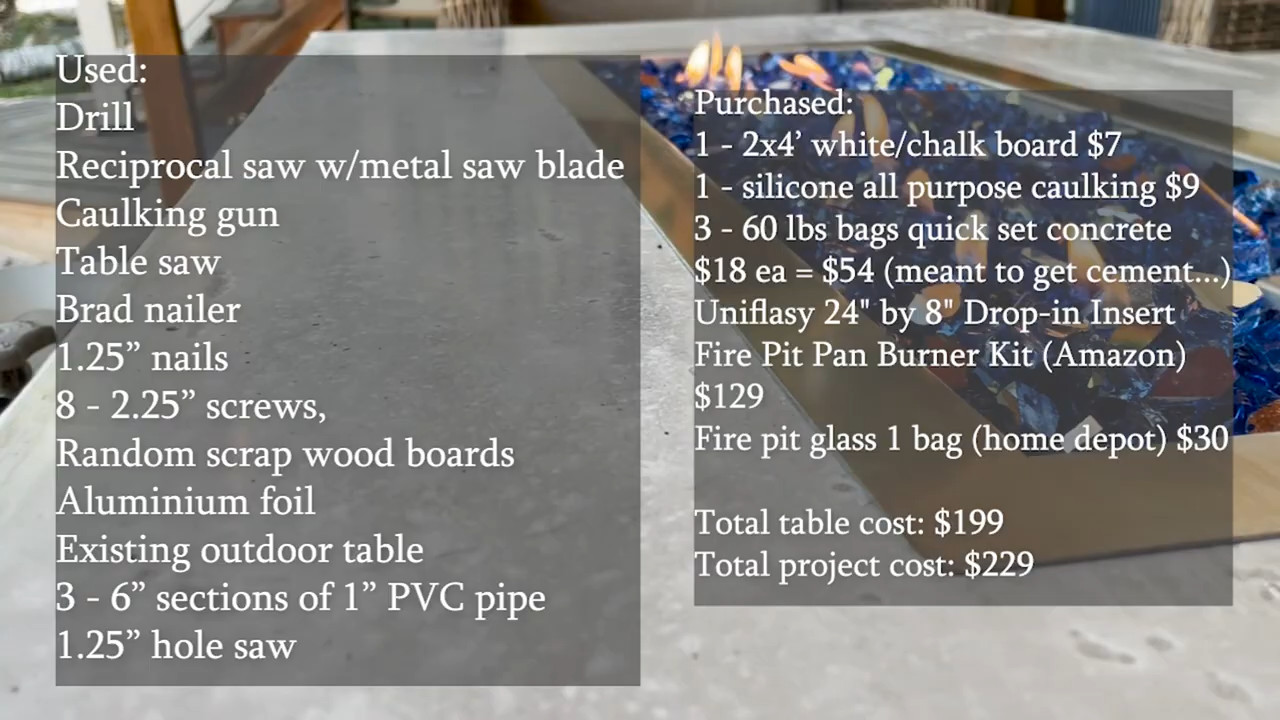 Used:
Drill
Reciprocal saw w/metal saw blade
Caulking gun
Table saw
Brad nailer
1.25” nails
8 - 2.25” screws,
Random scrap wood boards
Aluminium foil
Existing outdoor table
3 - 6” sections of 1” PVC pipe
1.25” hole saw
Purchased:
1 - 2x4’ white/chalk board $7
1 - silicone all purpose caulking $9
3 - 60 lbs bags quick set concrete
$18 ea = $54 (meant to get cement...)
Uniflasy 24" by 8" Drop-in Insert
Fire Pit Pan Burner Kit (Amazon)
$129
Fire pit glass 1 bag (home depot) $30
Total table cost: $199
Total project cost: $229